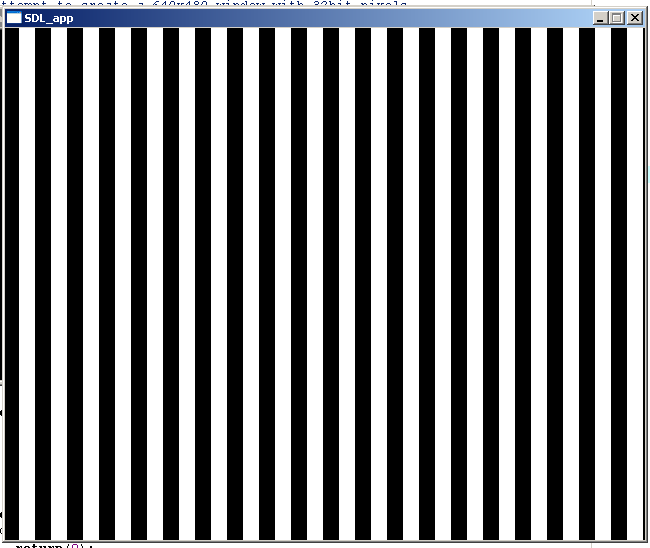 ttempt to create a 640x480 window with 32bit pixels
SDL_app
return(0);